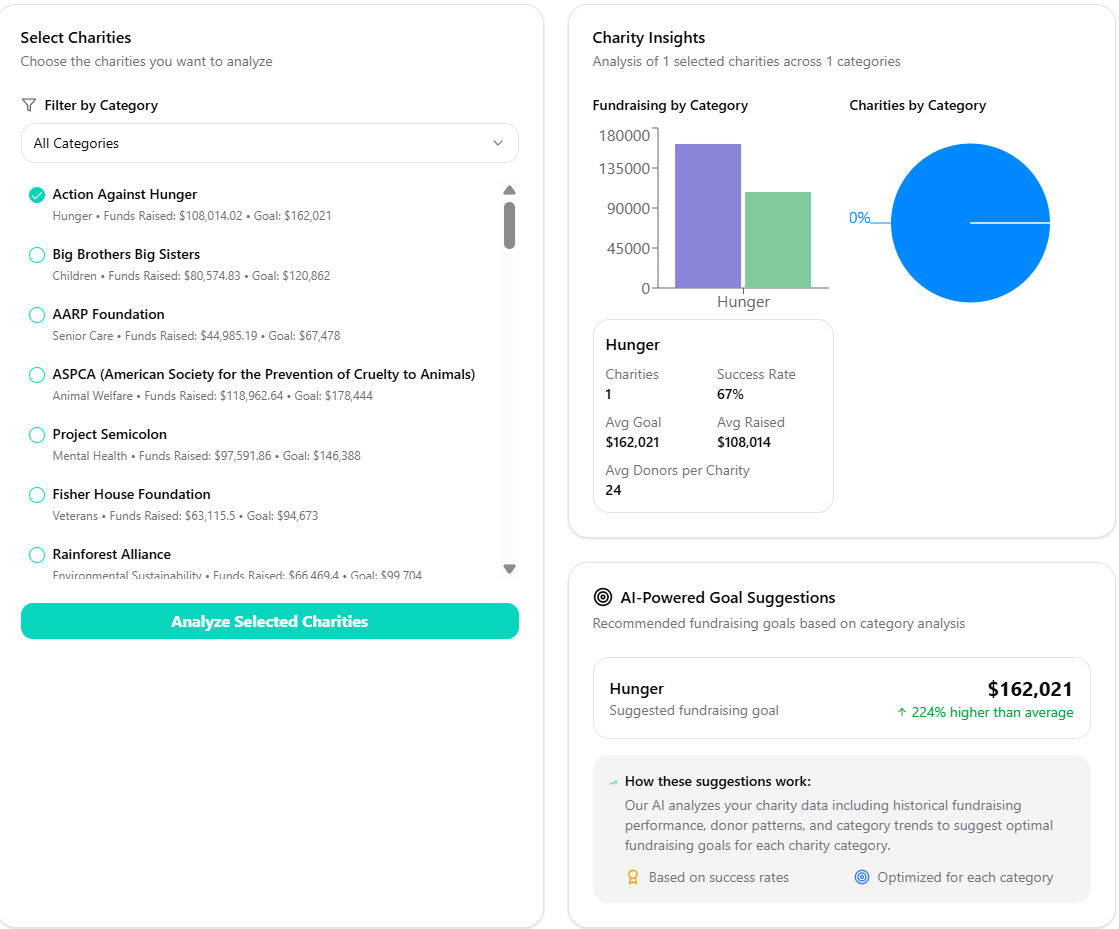 Select Charities
Choose the charities you want to analyze
Filter by Category
All Categories
Action Against Hunger
Hunger • Funds Raised: $108,014.02 • Goal: $162,021
Big Brothers Big Sisters
Children • Funds Raised: $80,574.83 • Goal: $120,862
AARP Foundation
Senior Care • Funds Raised: $44,985.19 • Goal: $67,478
ASPCA (American Society for the Prevention of Cruelty to Animals)
Animal Welfare • Funds Raised: $118,962.64 • Goal: $178,444
Project Semicolon
Mental Health • Funds Raised: $97,591.86 • Goal: $146,388
Fisher House Foundation
Veterans • Funds Raised: $63,115.5 • Goal: $94,673
Rainforest Alliance
Environmental Sustainability • Funds Raised: $66,469.4 • Goal: $99,704
Analyze Selected Charities
Charity Insights
Analysis of 1 selected charities across 1 categories
Fundraising by Category
180000
135000
90000
45000
0
Hunger
Charities by Category
0%
Hunger
Charities Success Rate
1 67%
Avg Goal Avg Raised
$162,021 $108,014
Avg Donors per Charity
24
AI-Powered Goal Suggestions
Recommended fundraising goals based on category analysis
Hunger $162,021
Suggested fundraising goal ↑ 224% higher than average
How these suggestions work:
Our AI analyzes your charity data including historical fundraising
performance, donor patterns, and category trends to suggest optimal
fundraising goals for each charity category.
Based on success rates Optimized for each category